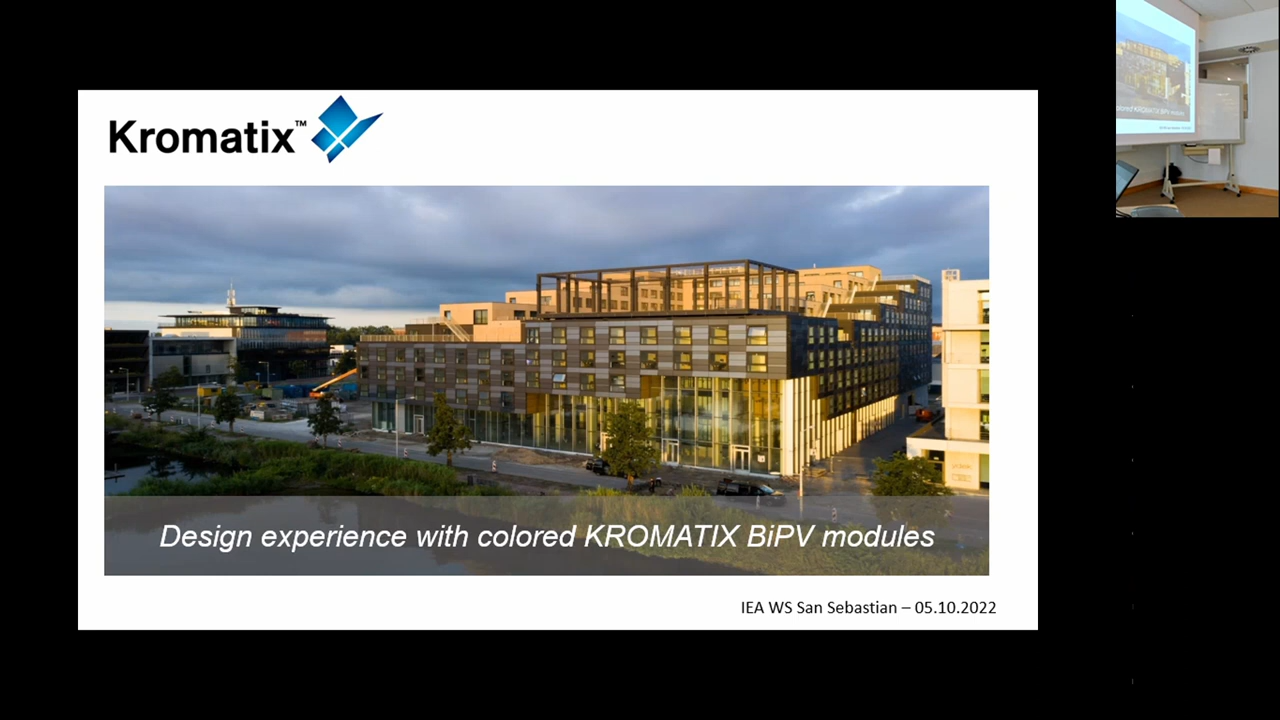 Kromatix™
Design experience with colored KROMATIX BiPV modules
IEA WS San Sebastian – 05.10.2022